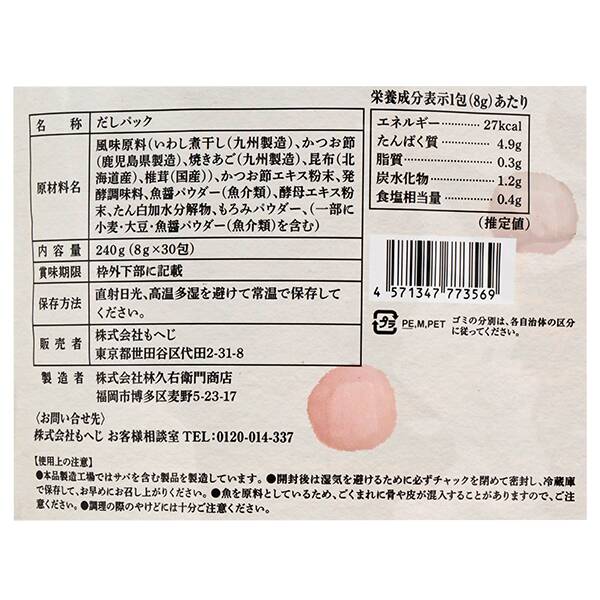 名　称 だしパック
原材料名 風味原料(いわし煮干し(九州製造)、かつお節
(鹿児島県製造)、焼きあご(九州製造)、昆布(北
海道産)、椎茸(国産))、かつお節エキス粉末、発
酵調味料、魚醤パウダー(魚介類)、酵母エキス粉
末、たん白加水分解物、もろみパウダー、(一部に
小麦・大豆・魚醤パウダー(魚介類)を含む)
内 容 量 240g(8g×30包)
賞味期限 枠外下部に記載
保存方法 直射日光、高温多湿を避けて常温で保存して
ください。
販 売 者 株式会社もへじ
東京都世田谷区代田2-31-8
製 造 者 株式会社林久右衛門商店
福岡市博多区麦野5-23-17
〈お問い合せ先〉
株式会社もへじ お客様相談室 TEL:0120-014-337
栄養成分表示1包(8g)あたり
エネルギー………27kcal
たんぱく質………4.9g
脂質………0.3g
炭水化物………1.2g
食塩相当量………0.4g
(推定値)
4 571347 773569
プラ PE,M,PET ゴミの分別は、各自治体の区分
に従ってください。
【使用上の注意】
●本品製造工場ではサバを含む製品を製造しています。●開封後は湿気を避けるために必ずチャックを閉めて密封し、冷蔵庫
で保存して、お早めにお召し上がりください。●魚を原料としているため、ごくまれに骨や皮が混入することがありますので、ご注
意ください。●調理の際のやけどには十分ご注意ください。